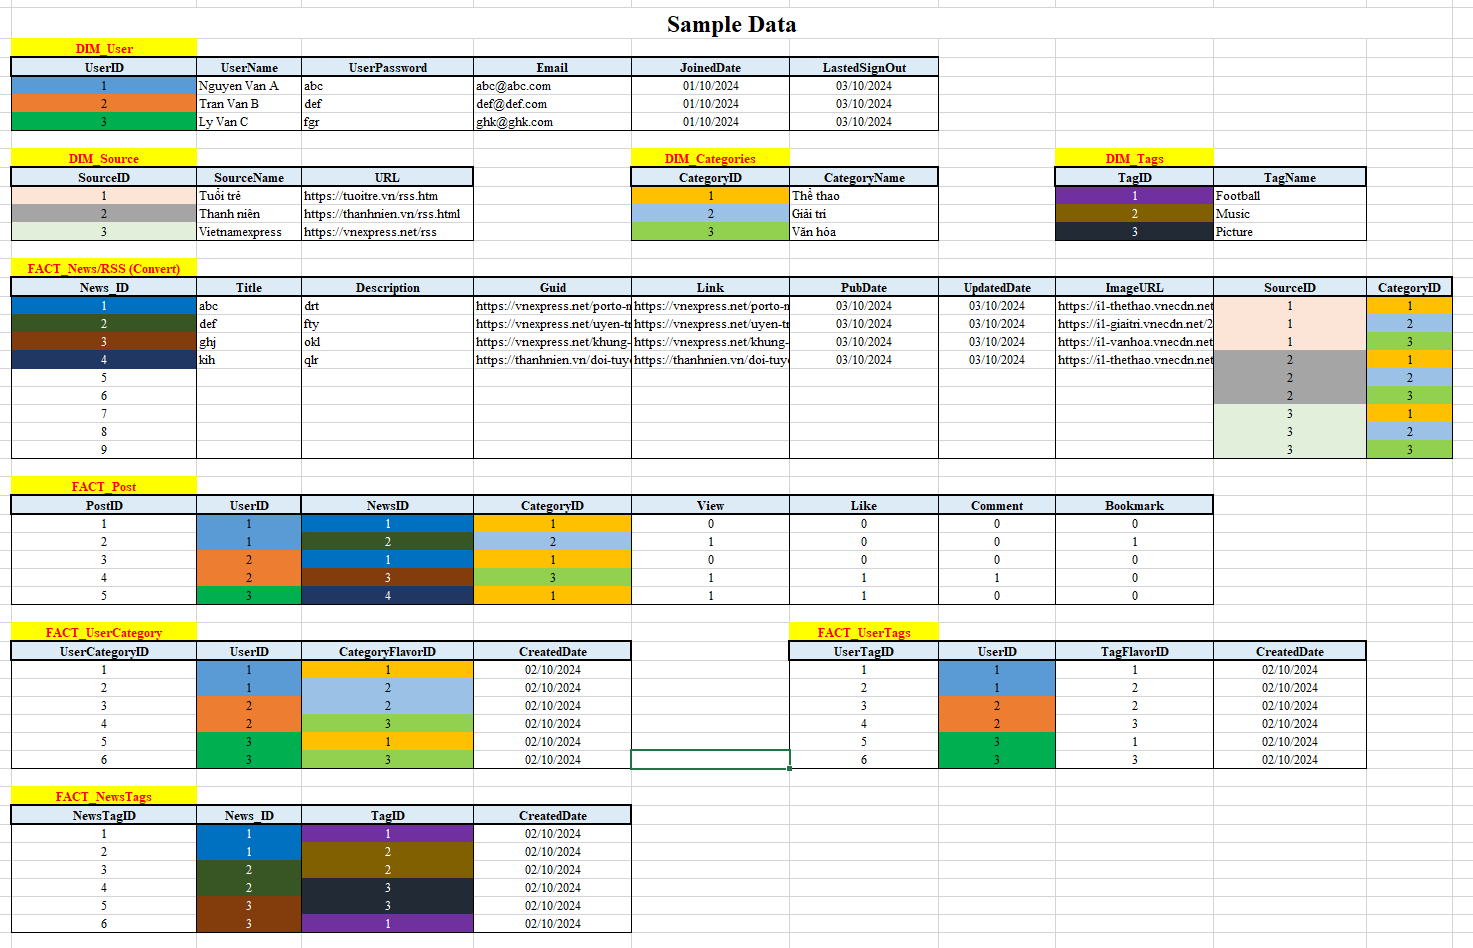 Sample Data
DIM_User
UserID UserName UserPassword Email JoinedDate LastedSignOut
1 Nguyen Van A abc abc@abc.com 01/10/2024 03/10/2024
2 Tran Van B def def@def.com 01/10/2024 03/10/2024
3 Ly Van C fgr ghk@ghk.com 01/10/2024 03/10/2024
DIM_Source DIM_Categories DIM_Tags
SourceID SourceName URL CategoryID CategoryName TagID TagName
1 Tuổi trẻ https://tuoitre.vn/rss.htm 1 Thể thao 1 Football
2 Thanh niên https://thanhnien.vn/rss.html 2 Giải trí 2 Music
3 Vietnamexpress https://vnexpress.net/rss 3 Văn hóa 3 Picture
FACT_News/RSS (Convert)
News_ID Title Description Guid Link PubDate UpdatedDate ImageURL SourceID CategoryID
1 abc drt https://vnexpress.net/porto-n https://vnexpress.net/porto-n 03/10/2024 03/10/2024 https://i1-thethao.vnecdn.net 1 1
2 def fty https://vnexpress.net/uyen-tr https://vnexpress.net/uyen-tr 03/10/2024 03/10/2024 https://i1-giaitri.vnecdn.net/2 1 2
3 ghj okl https://vnexpress.net/khung- https://vnexpress.net/khung- 03/10/2024 03/10/2024 https://i1-vanhoa.vnecdn.net 1 3
4 kih qlr https://thanhnien.vn/doi-tuy https://thanhnien.vn/doi-tuy 03/10/2024 03/10/2024 https://i1-thethao.vnecdn.net 2 1
5 2 2
6 2 3
7 3 1
8 3 2
9 3 3
FACT_Post
PostID UserID NewsID CategoryID View Like Comment Bookmark
1 1 1 1 0 0 0 0
2 1 2 2 1 0 0 1
3 2 1 1 0 0 0 0
4 2 3 3 1 1 1 0
5 3 4 1 1 1 0 0
FACT_UserCategory FACT_UserTags
UserCategoryID UserID CategoryFlavorID CreatedDate UserTagID UserID TagFlavorID CreatedDate
1 1 1 02/10/2024 1 1 1 02/10/2024
2 1 2 02/10/2024 2 1 2 02/10/2024
3 2 2 02/10/2024 3 2 2 02/10/2024
4 2 3 02/10/2024 4 2 3 02/10/2024
5 3 1 02/10/2024 5 3 1 02/10/2024
6 3 3 02/10/2024 6 3 3 02/10/2024
FACT_NewsTags
NewsTagID News_ID TagID CreatedDate
1 1 1 02/10/2024
2 1 2 02/10/2024
3 2 2 02/10/2024
4 2 3 02/10/2024
5 3 3 02/10/2024
6 3 1 02/10/2024